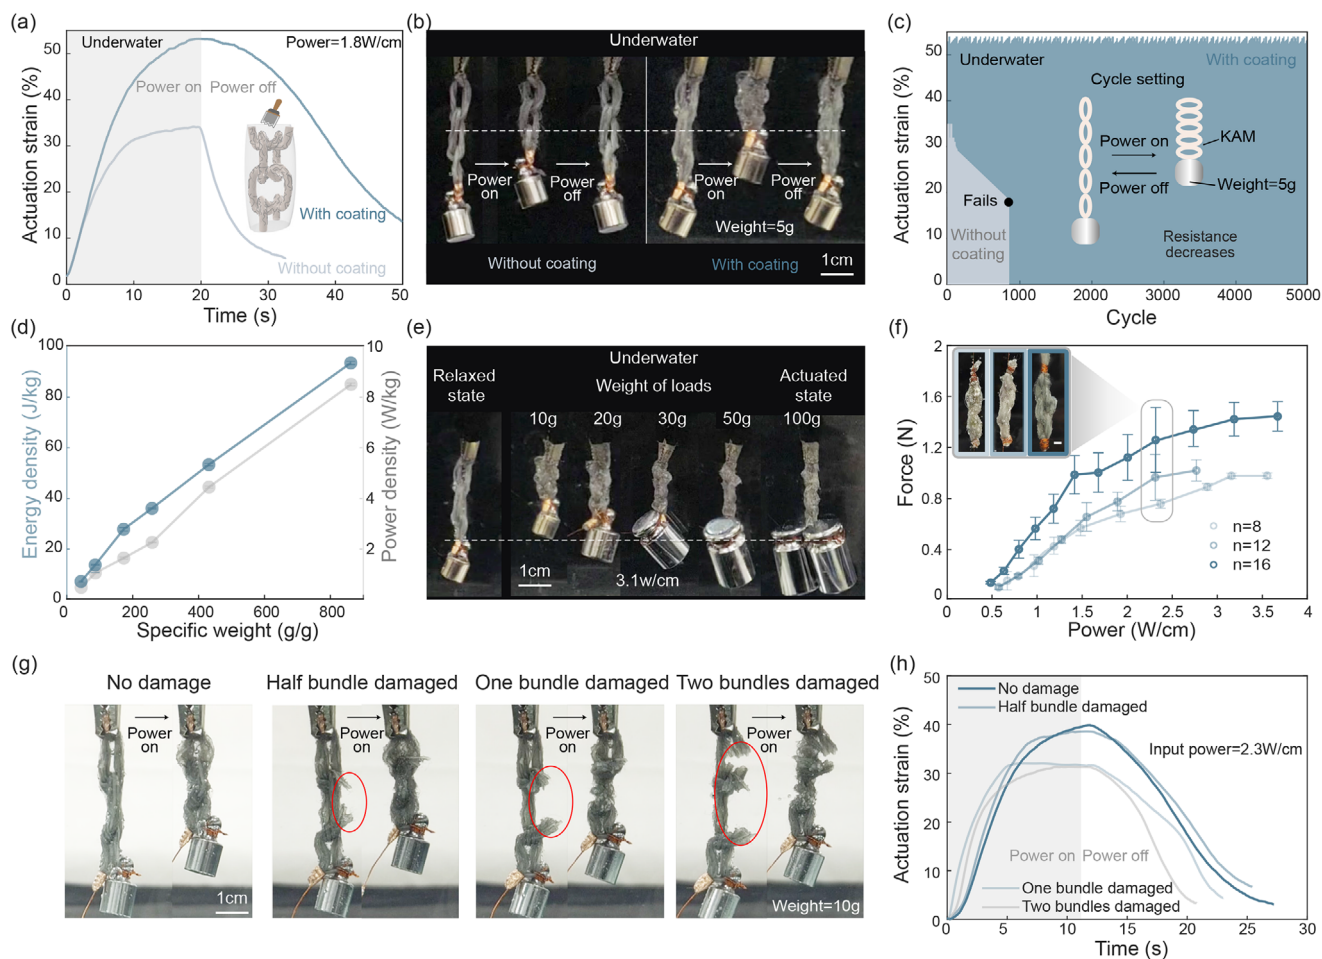 (a)
Underwater
Power=1.8W/cm
Power on
Power off
With coating
Without coating
Actuation strain (%)
50
40
30
20
10
0
0
10
20
30
40
50
Time (s)
(b)
Underwater
Power
on
Power
off
Power
on
Power
off
Weight=5g
Without coating
With coating
1cm
(c)
Underwater
With coating
Cycle setting
Power on
Power off
KAM
Weight=5g
Fails
Without
coating
Resistance
decreases
Actuation strain (%)
50
40
30
20
10
0
0
1000
2000
3000
4000
5000
Cycle
(d)
Energy density (J/kg)
100
80
60
40
20
0
Power density (W/kg)
10
8
6
4
2
0
200
400
600
800
Specific weight (g/g)
(e)
Underwater
Relaxed
state
Weight of loads
Actuated
state
10g
20g
30g
50g
100g
1cm
3.1w/cm
(f)
Force (N)
2
1.6
1.2
0.8
0.4
0
n=8
n=12
n=16
0
0.5
1
1.5
2
2.5
3
3.5
4
Power (W/cm)
(g)
No damage
Half bundle damaged
One bundle damaged
Two bundles damaged
Power
on
Power
on
Power
on
Power
on
1cm
Weight=10g
(h)
No damage
Half bundle damaged
Input power=2.3W/cm
Power on
Power off
One bundle damaged
Two bundles damaged
Actuation strain (%)
50
40
30
20
10
0
0
5
10
15
20
25
30
Time (s)